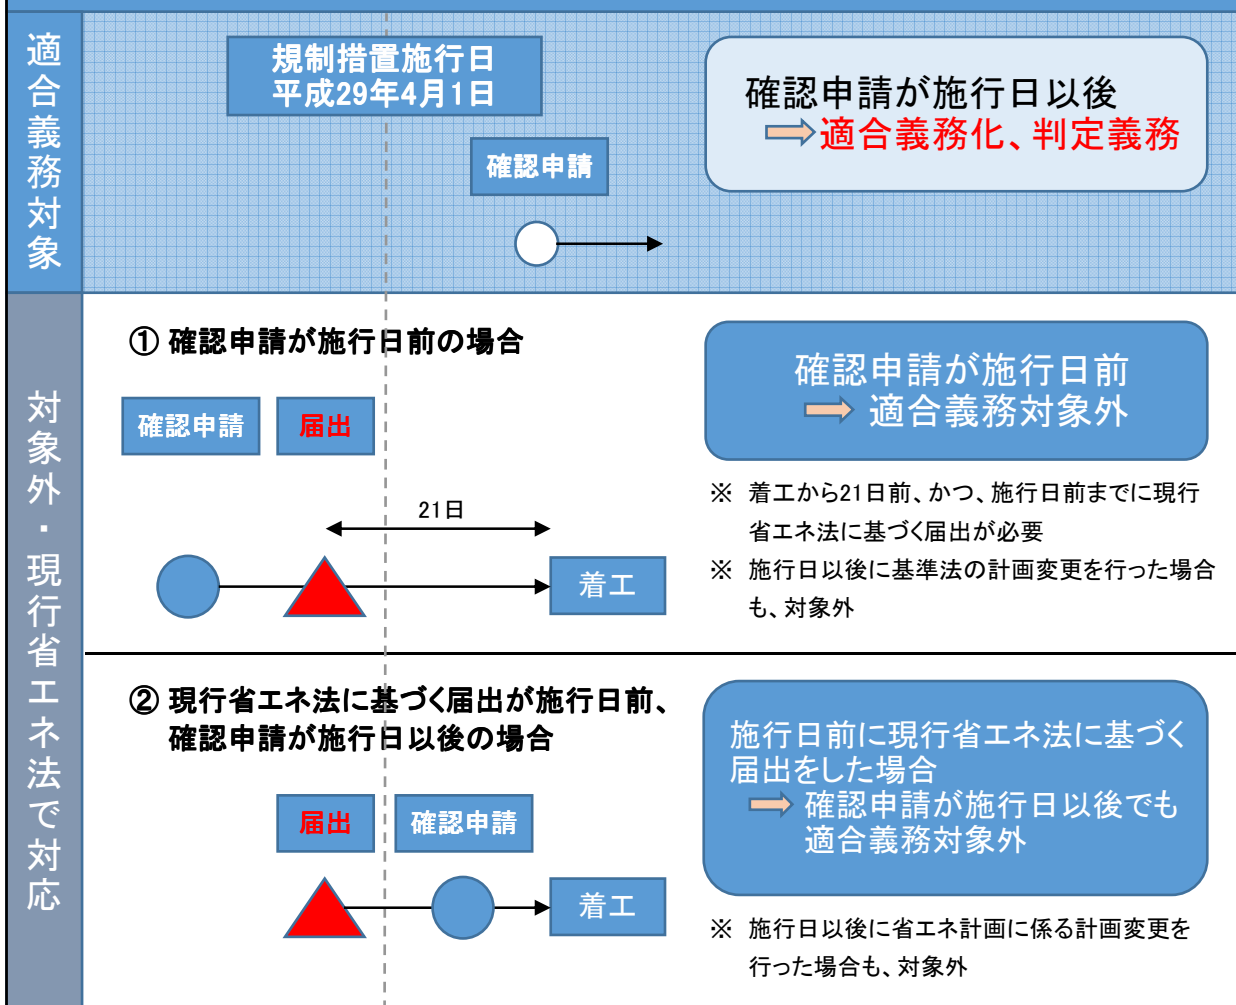 適合義務対象
規制措置施行日
平成29年4月1日
確認申請
確認申請が施行日以後
適合義務化、判定義務
対象外・現行省エネ法で対応
① 確認申請が施行日前の場合
確認申請
届出
21日
着工
確認申請が施行日前
適合義務対象外
※ 着工から21日前、かつ、施行日前までに現行
省エネ法に基づく届出が必要
※ 施行日以後に基準法の計画変更を行った場合
も、対象外
② 現行省エネ法に基づく届出が施行日前、
確認申請が施行日以後の場合
届出
確認申請
着工
施行日前に現行省エネ法に基づく
届出をした場合
確認申請が施行日以後でも
適合義務対象外
※ 施行日以後に省エネ計画に係る計画変更を
行った場合も、対象外